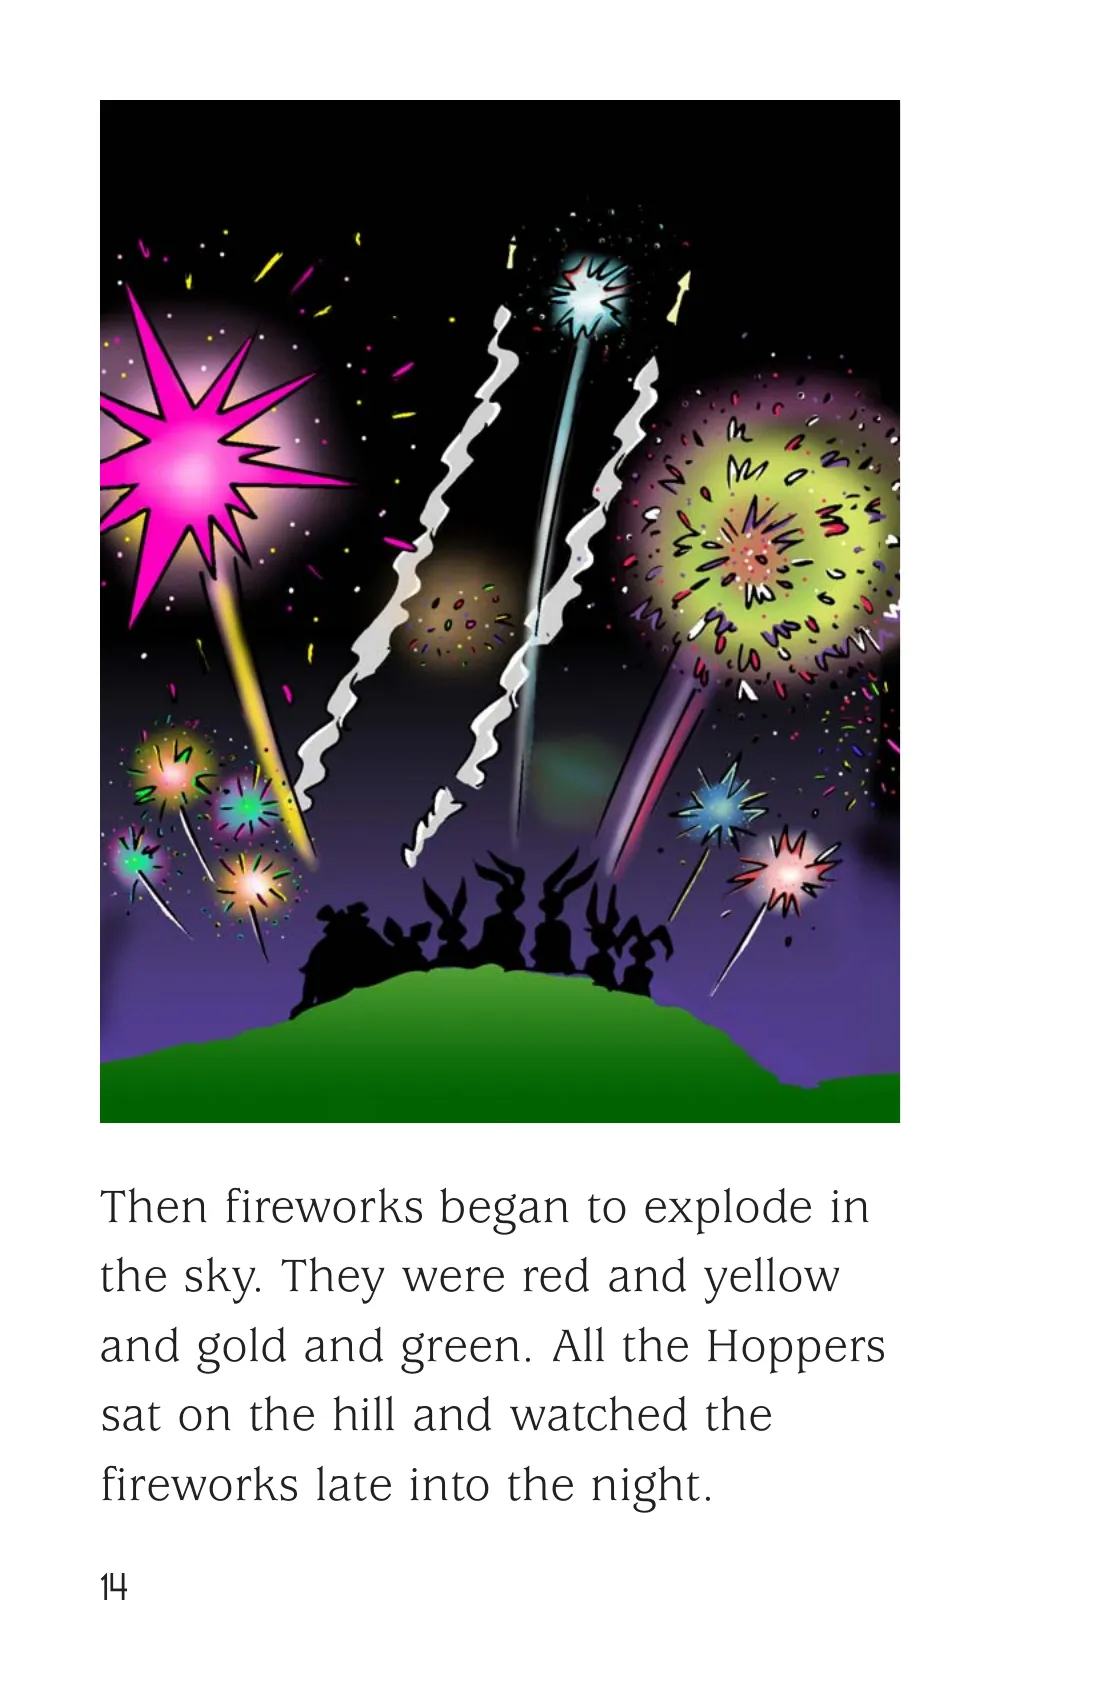 Then fireworks began to explode in
the sky. They were red and yellow
and gold and green. All the Hoppers
sat on the hill and watched the
fireworks late into the night.
14